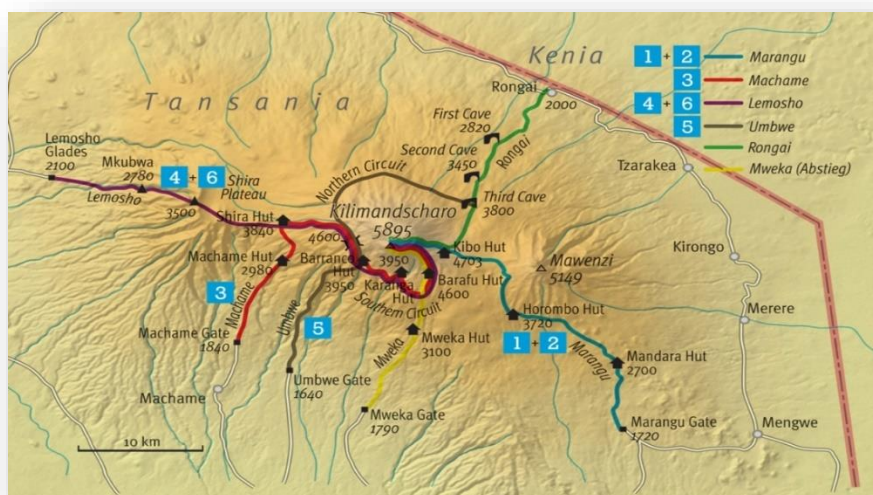 Kenia
Tansania
1 + 2 Marangu
3 Machame
4 + 6 Lemosho
5 Umbwe
Rongai
Mweka (Abstieg)
Rongai
2000
First Cave
2820
Second Cave
3450
Rongai
Third Cave
3800
Northern Circuit
Lemosho
Glades
2100
Mkubwa
2780
4 + 6
Shira
Plateau
Lemosho
3500
Shira Hut
3840
4600
Kilimandscharo
5895
3950
Kibo Hut
4703
Mawenzi
5149
Tzarakea
Kirongo
Merere
Mengwe
Machame Hut
2980
Barranco
Hut
3950
Karanga
Hut
Barafu Hut
4600
Southern Circuit
3
Machame
Machame Gate
1840
Machame
Umbwe
5
Umbwe Gate
1640
Mweka
Mweka Hut
3100
Mweka Gate
1790
Horombo Hut
3720
1 + 2
Marangu
Mandara Hut
2700
Marangu Gate
1720
10 km